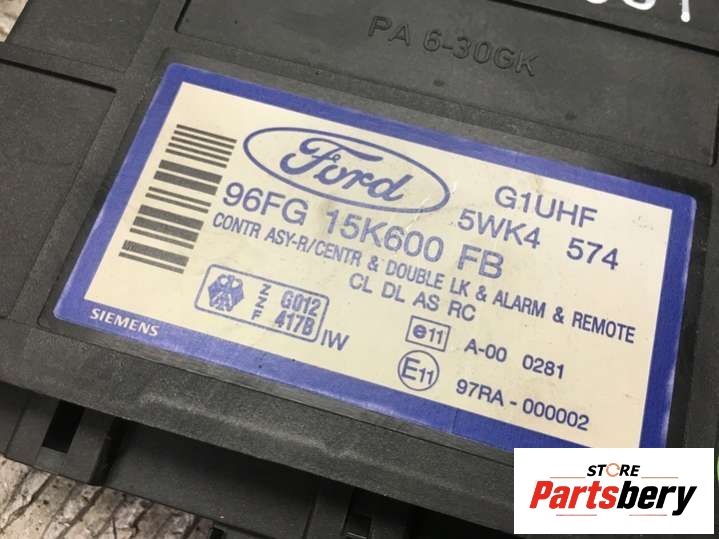 PA 6-30GK
Ford
G1UHF
96FG 15K600 FB
5WK4 574
CONTR ASY-R/CENTR & DOUBLE LK & ALARM & REMOTE
CL DL AS RC
SIEMENS
ZZF
G012
417B
IW
e11 A-00 0281
E11 97RA-000002
STORE
Partsbery